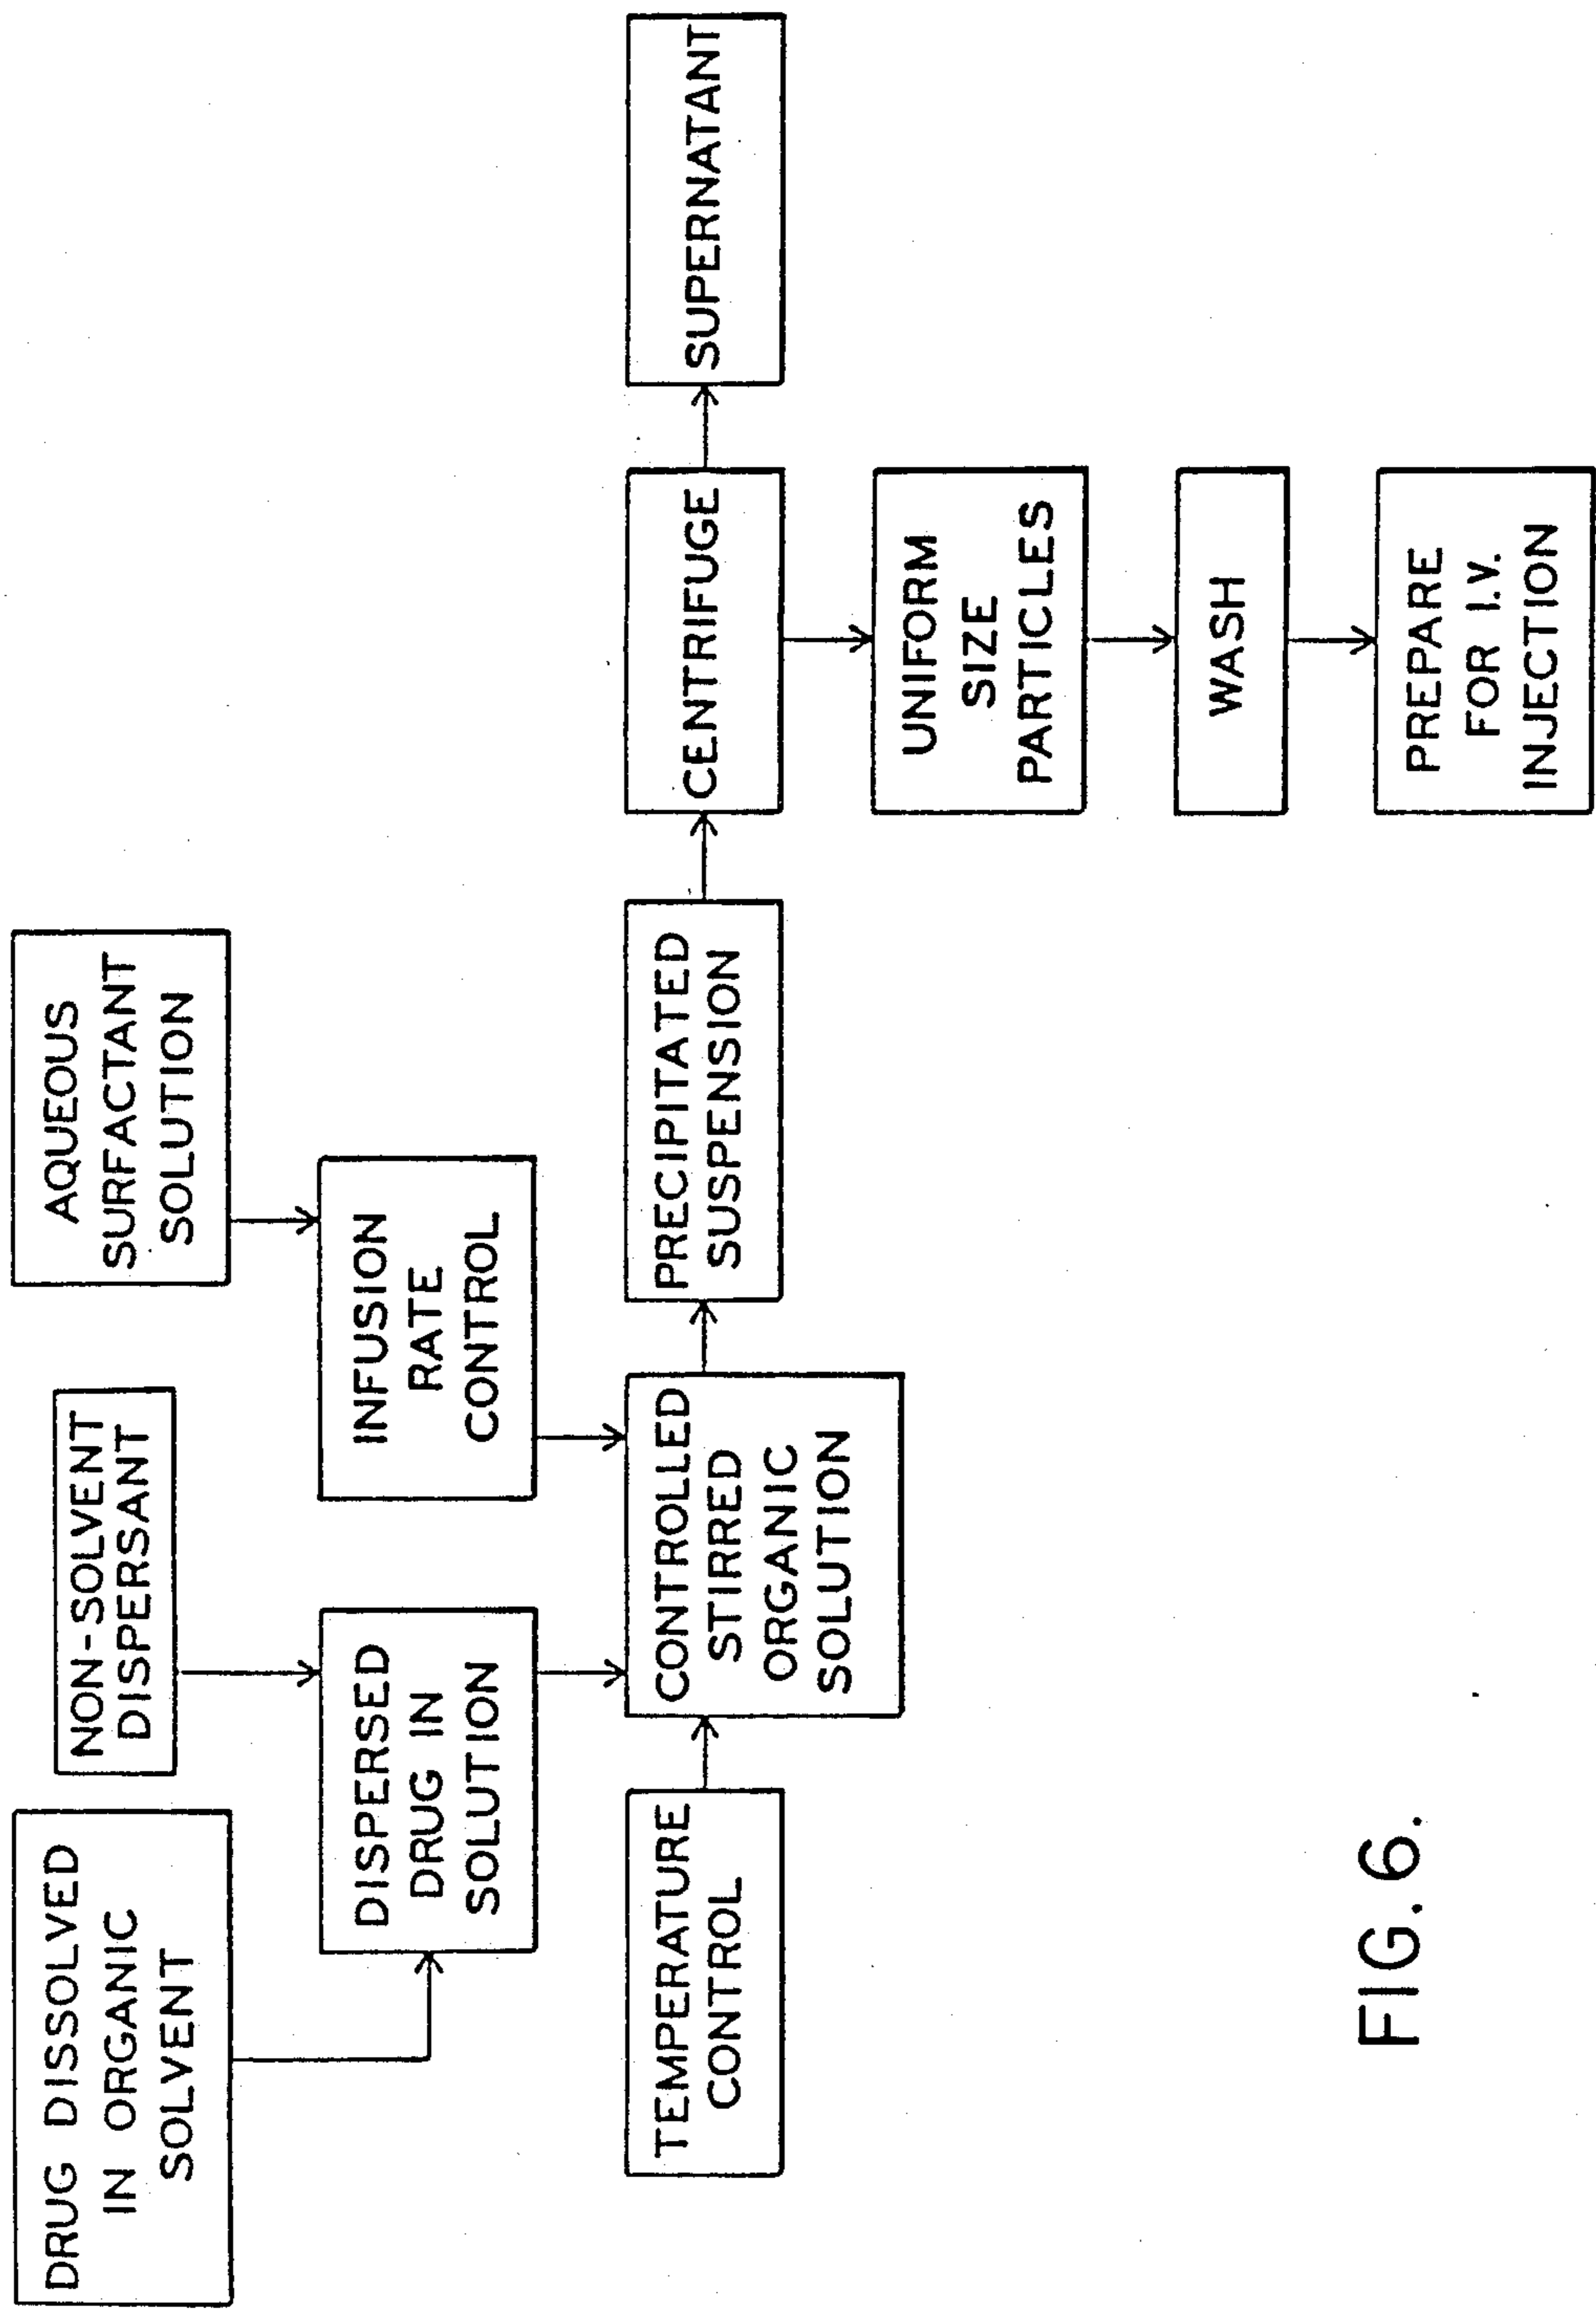 DRUG DISSOLVED
IN ORGANIC
SOLVENT
NON-SOLVENT
DISPERSANT
AQUEOUS
SURFACTANT
SOLUTION
DISPERSED
DRUG IN
SOLUTION
INFUSION
RATE
CONTROL
TEMPERATURE
CONTROL
CONTROLLED
STIRRED
ORGANIC
SOLUTION
PRECIPITATED
SUSPENSION
CENTRIFUGE
SUPERNATANT
UNIFORM
SIZE
PARTICLES
WASH
PREPARE
FOR I.V.
INJECTION
FIG. 6.